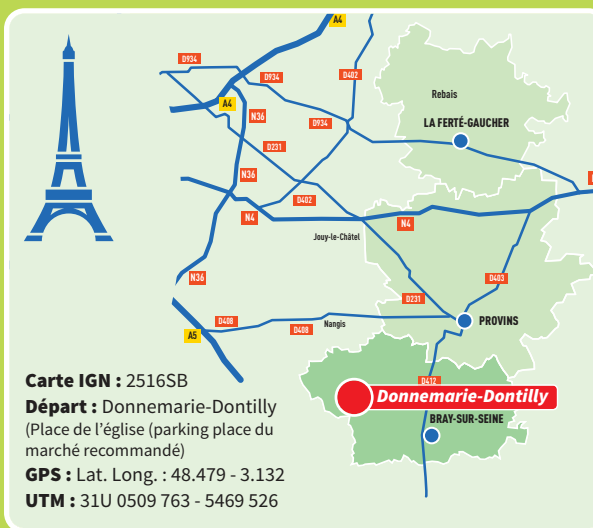 A4
D934
D402
D934
A4
Rebais
N36
D934
LA FERTÉ-GAUCHER
D231
N36
D402
N4
N4
Jouy-le-Châtel
N36
D403
D231
D408
Nangis
PROVINS
D408
A5
D412
Donnemarie-Dontilly
BRAY-SUR-SEINE
Carte IGN : 2516SB
Départ : Donnemarie-Dontilly
(Place de l’église (parking place du
marché recommandé)
GPS : Lat. Long. : 48.479 - 3.132
UTM : 31U 0509 763 - 5469 526